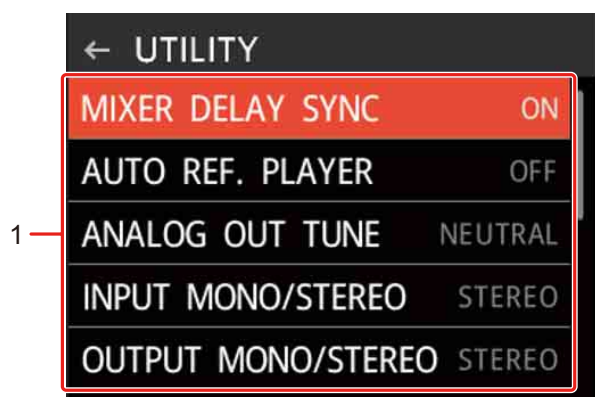 ← UTILITY
MIXER DELAY SYNC ON
AUTO REF. PLAYER OFF
1 ANALOG OUT TUNE NEUTRAL
INPUT MONO/STEREO STEREO
OUTPUT MONO/STEREO STEREO